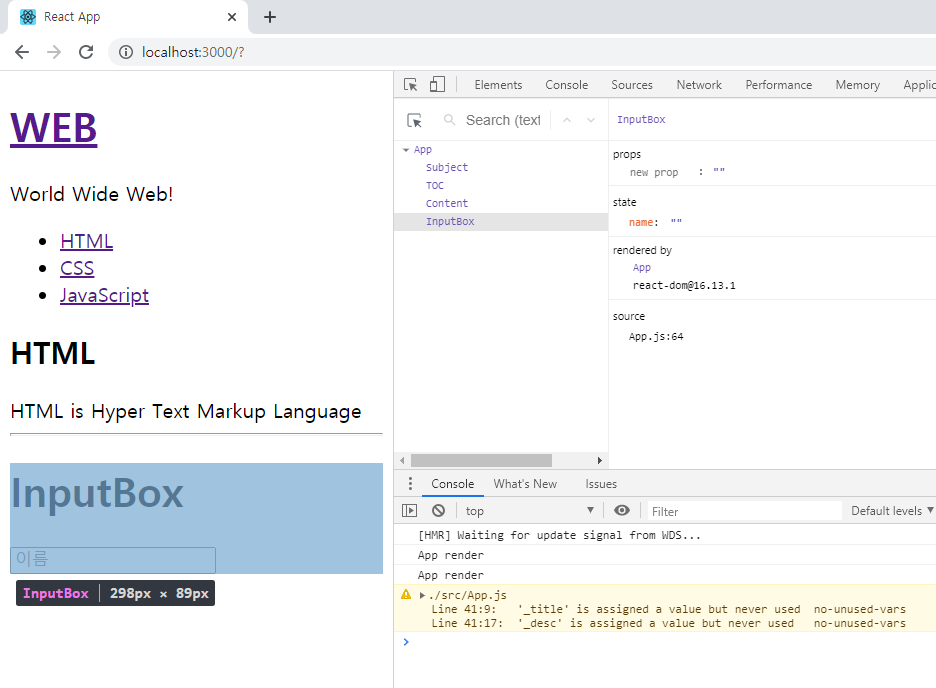 React App
localhost:3000/?
WEB
World Wide Web!
HTML
CSS
JavaScript
HTML
HTML is Hyper Text Markup Language
InputBox
이름
InputBox 298px × 89px
Elements Console Sources Network Performance Memory Applic
Search (text
App
Subject
TOC
Content
InputBox
InputBox
props
new prop : ""
state
name: ""
rendered by
App
react-dom@16.13.1
source
App.js:64
Console What's New Issues
top Filter Default levels
[HMR] Waiting for update signal from WDS...
App render
App render
./src/App.js
Line 41:9: '_title' is assigned a value but never used no-unused-vars
Line 41:17: '_desc' is assigned a value but never used no-unused-vars